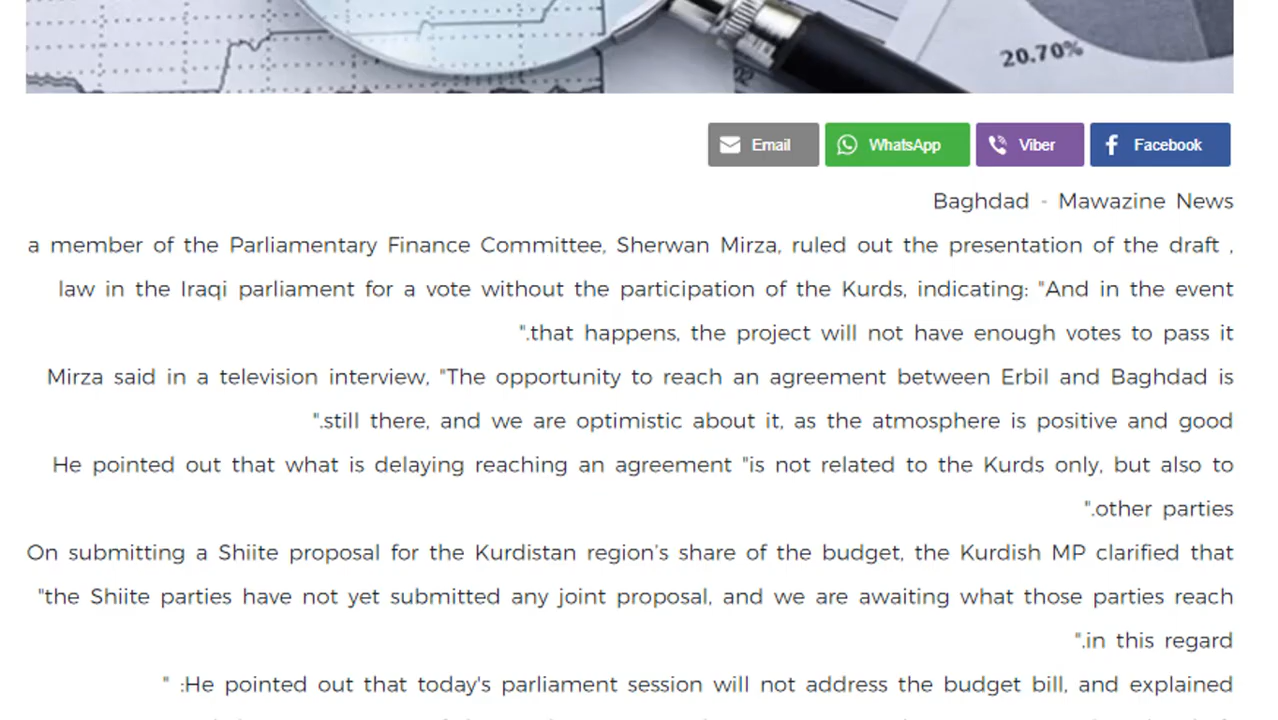 20.70%
Email
WhatsApp
Viber
Facebook
Baghdad - Mawazine News
a member of the Parliamentary Finance Committee, Sherwan Mirza, ruled out the presentation of the draft ,
law in the Iraqi parliament for a vote without the participation of the Kurds, indicating: "And in the event
".that happens, the project will not have enough votes to pass it
Mirza said in a television interview, "The opportunity to reach an agreement between Erbil and Baghdad is
".still there, and we are optimistic about it, as the atmosphere is positive and good
He pointed out that what is delaying reaching an agreement "is not related to the Kurds only, but also to
".other parties
On submitting a Shiite proposal for the Kurdistan region's share of the budget, the Kurdish MP clarified that
"the Shiite parties have not yet submitted any joint proposal, and we are awaiting what those parties reach
".in this regard
" :He pointed out that today's parliament session will not address the budget bill, and explained